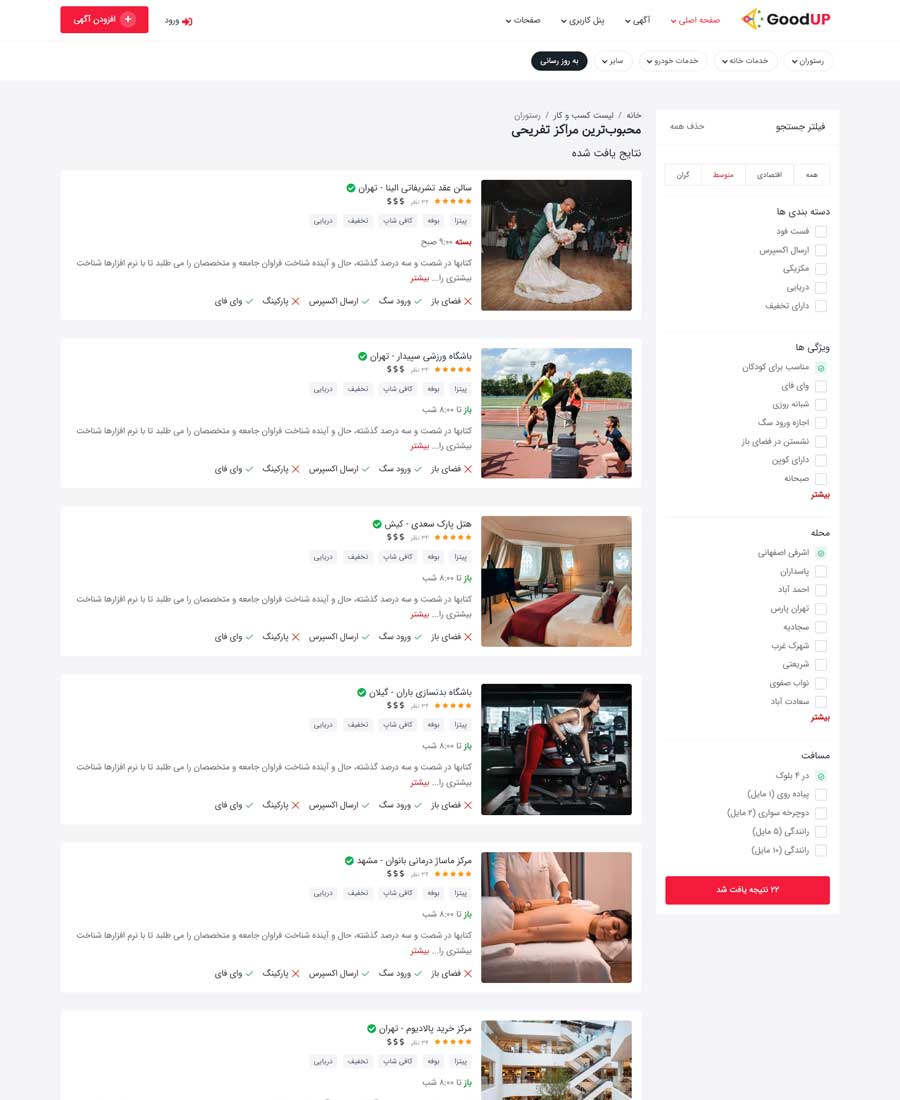 GoodUP
صفحه اصلی
آگهی
پنل کاربری
صفحات
ورود
افزودن آگهی
رستوران
خدمات خانه
خدمات خودرو
سایر
به روز رسانی
فیلتر جستجو
حذف همه
همه
اقتصادی
متوسط
گران
دسته بندی ها
فست فود
ارسال اکسپرس
مکزیکی
دریایی
دارای تخفیف
ویژگی ها
مناسب برای کودکان
وای فای
شبانه روزی
اجازه ورود سگ
نشستن در فضای باز
دارای کوپن
صبحانه
بیشتر
محله
اشرفی اصفهانی
پاسداران
احمد آباد
تهران پارس
سجادیه
شهرک غرب
شریعتی
نواب صفوی
سعادت آباد
بیشتر
مسافت
در ۴ بلوک
پیاده روی (۱ مایل)
دوچرخه سواری (۲ مایل)
رانندگی (۵ مایل)
رانندگی (۱۰ مایل)
۲۲ نتیجه یافت شد
خانه / لیست کسب و کار / رستوران
محبوب‌ترین مراکز تفریحی
نتایج یافت شده
سالن عقد تشریفاتی الینا - تهران
۳۴ نظر $$$
پیتزا بوفه کافی شاپ تخفیف دریایی
بسته ۹:۰۰ صبح
کتابها در شصت و سه درصد گذشته، حال و آینده شناخت فراوان جامعه و متخصصان را می طلبد تا با نرم افزارها شناخت
بیشتری را... بیشتر
فضای باز ورود سگ ارسال اکسپرس پارکینگ وای فای
باشگاه ورزشی سپیدار - تهران
۳۴ نظر $$$
پیتزا بوفه کافی شاپ تخفیف دریایی
باز تا ۸:۰۰ شب
کتابها در شصت و سه درصد گذشته، حال و آینده شناخت فراوان جامعه و متخصصان را می طلبد تا با نرم افزارها شناخت
بیشتری را... بیشتر
فضای باز ورود سگ ارسال اکسپرس پارکینگ وای فای
هتل پارک سعدی - کیش
۳۴ نظر $$$
پیتزا بوفه کافی شاپ تخفیف دریایی
باز تا ۸:۰۰ شب
کتابها در شصت و سه درصد گذشته، حال و آینده شناخت فراوان جامعه و متخصصان را می طلبد تا با نرم افزارها شناخت
بیشتری را... بیشتر
فضای باز ورود سگ ارسال اکسپرس پارکینگ وای فای
باشگاه بدنسازی باران - گیلان
۳۴ نظر $$$
پیتزا بوفه کافی شاپ تخفیف دریایی
باز تا ۸:۰۰ شب
کتابها در شصت و سه درصد گذشته، حال و آینده شناخت فراوان جامعه و متخصصان را می طلبد تا با نرم افزارها شناخت
بیشتری را... بیشتر
فضای باز ورود سگ ارسال اکسپرس پارکینگ وای فای
مرکز ماساژ درمانی بانوان - مشهد
۳۴ نظر $$$
پیتزا بوفه کافی شاپ تخفیف دریایی
باز تا ۸:۰۰ شب
کتابها در شصت و سه درصد گذشته، حال و آینده شناخت فراوان جامعه و متخصصان را می طلبد تا با نرم افزارها شناخت
بیشتری را... بیشتر
فضای باز ورود سگ ارسال اکسپرس پارکینگ وای فای
مرکز خرید پالادیوم - تهران
۳۴ نظر $$$
پیتزا بوفه کافی شاپ تخفیف دریایی
باز تا ۸:۰۰ شب